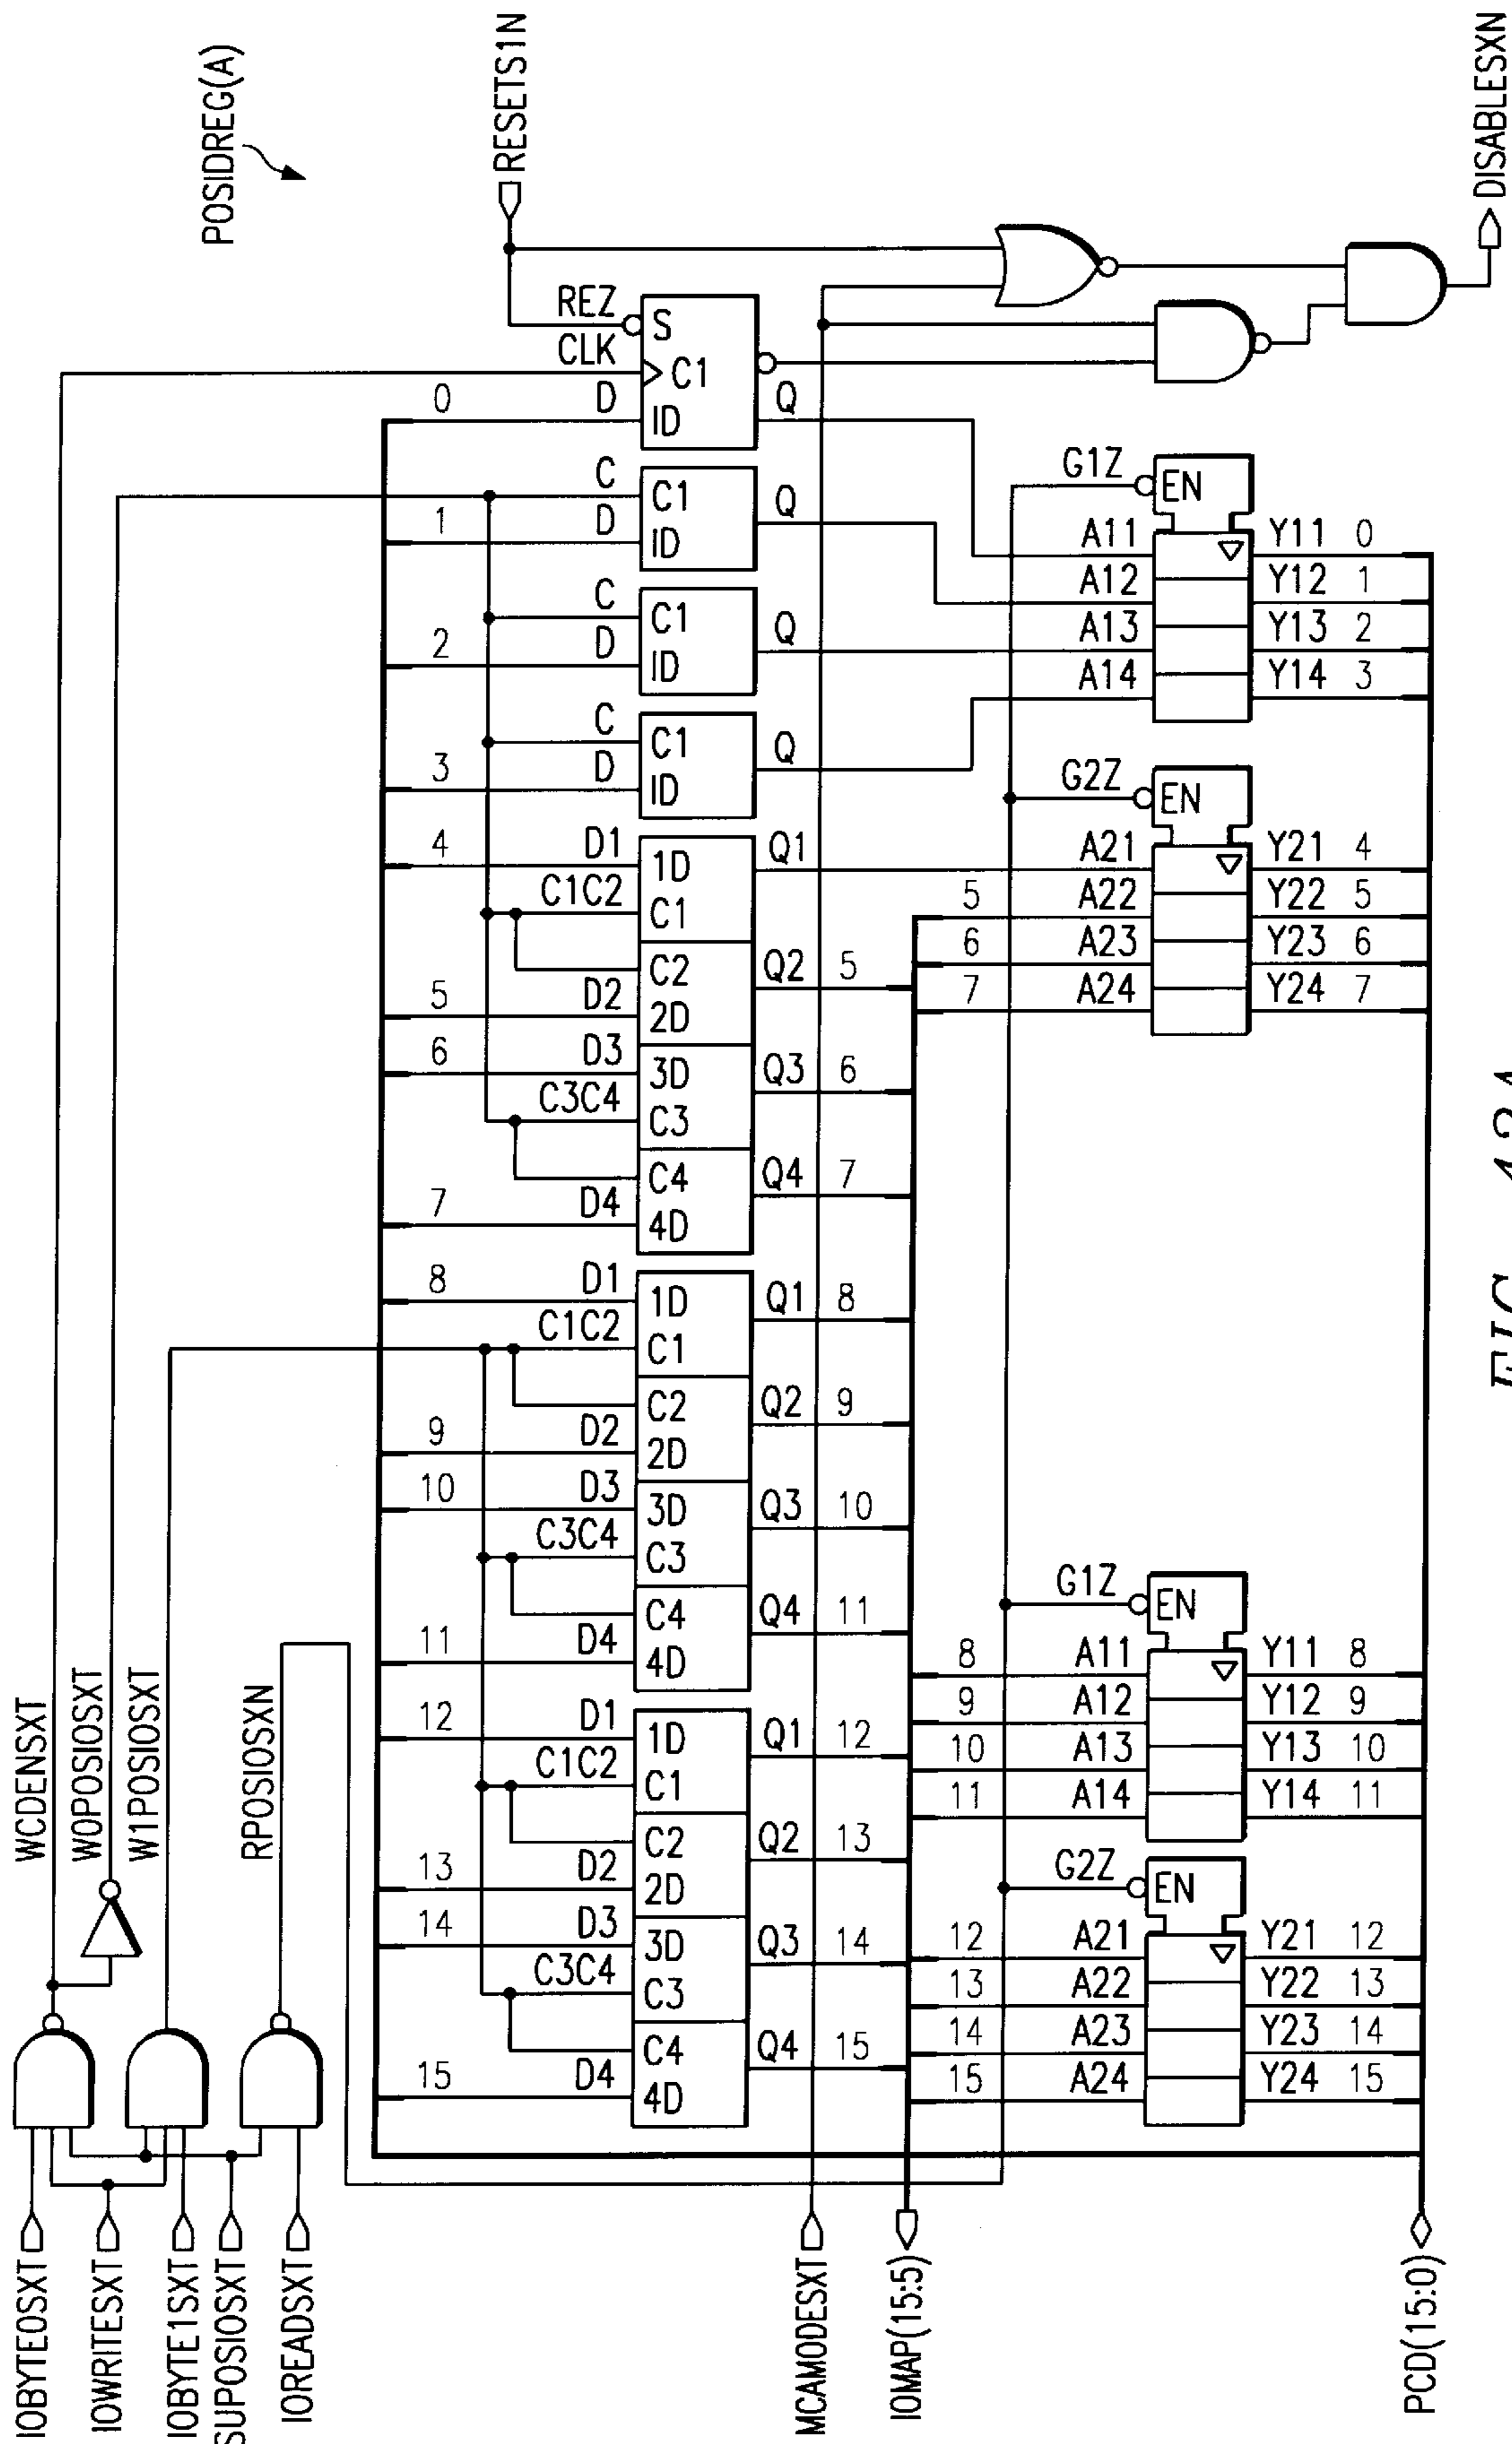 POSIDREG(A)
RESETS1N
DISABLESXN
WCDENSXT
W0POSIOSXT
W1POSIOSXT
RPOSIOSXN
IOBYTE0SXT
IOWRITESXT
IOBYTE1SXT
SUPOSIOSXT
IOREADSXT
MCAMODESXT
IOMAP(15:5)
PCD(15:0)
REZ
S
CLK
C1
0
D
ID
Q
C
C1
1
D
ID
Q
C
C1
2
D
ID
Q
C
C1
3
D
ID
Q
4
D1
1D
Q1
C1C2
C1
C2
Q2
5
5
D2
2D
6
D3
3D
Q3
6
C3C4
C3
C4
Q4
7
7
D4
4D
8
D1
1D
Q1
8
C1C2
C1
C2
Q2
9
9
D2
2D
10
D3
3D
Q3
10
C3C4
C3
C4
Q4
11
11
D4
4D
12
D1
1D
Q1
12
C1C2
C1
C2
Q2
13
13
D2
2D
14
D3
3D
Q3
14
C3C4
C3
C4
Q4
15
15
D4
4D
G1Z
EN
A11
Y11
0
A12
Y12
1
A13
Y13
2
A14
Y14
3
G2Z
EN
A21
Y21
4
5
A22
Y22
5
6
A23
Y23
6
7
A24
Y24
7
G1Z
EN
8
A11
Y11
8
9
A12
Y12
9
10
A13
Y13
10
11
A14
Y14
11
G2Z
EN
12
A21
Y21
12
13
A22
Y22
13
14
A23
Y23
14
15
A24
Y24
15